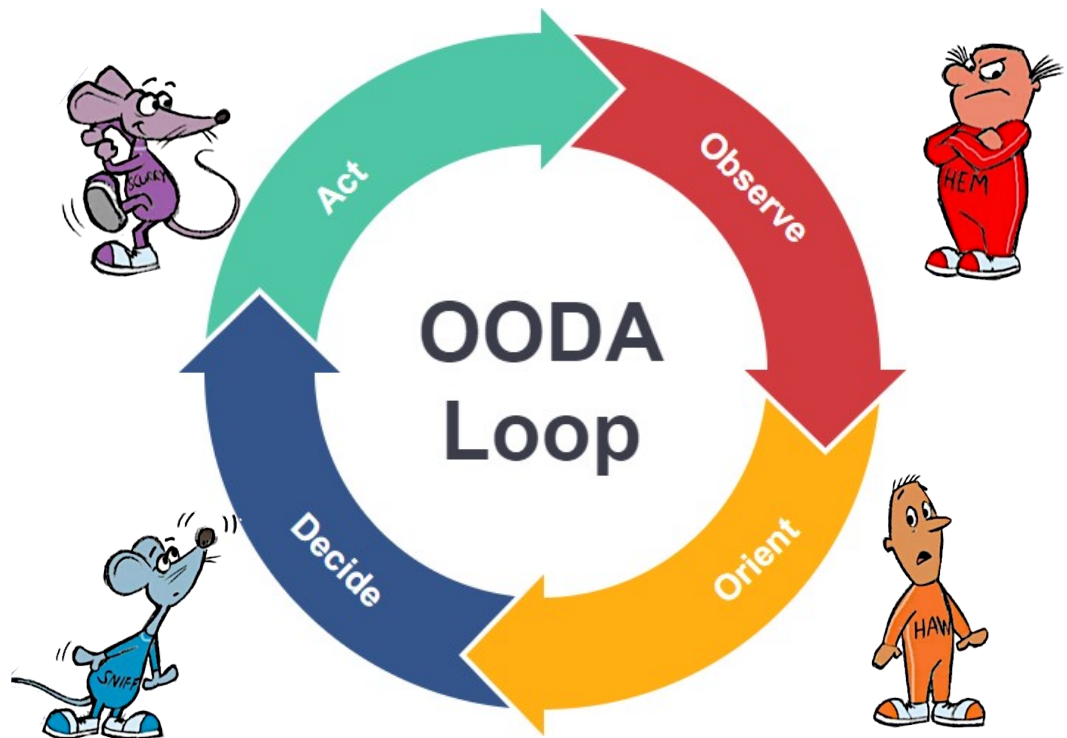 SCURRY
Act
Observe
HEM
OODA
Loop
Decide
Orient
SNIFF
HAW